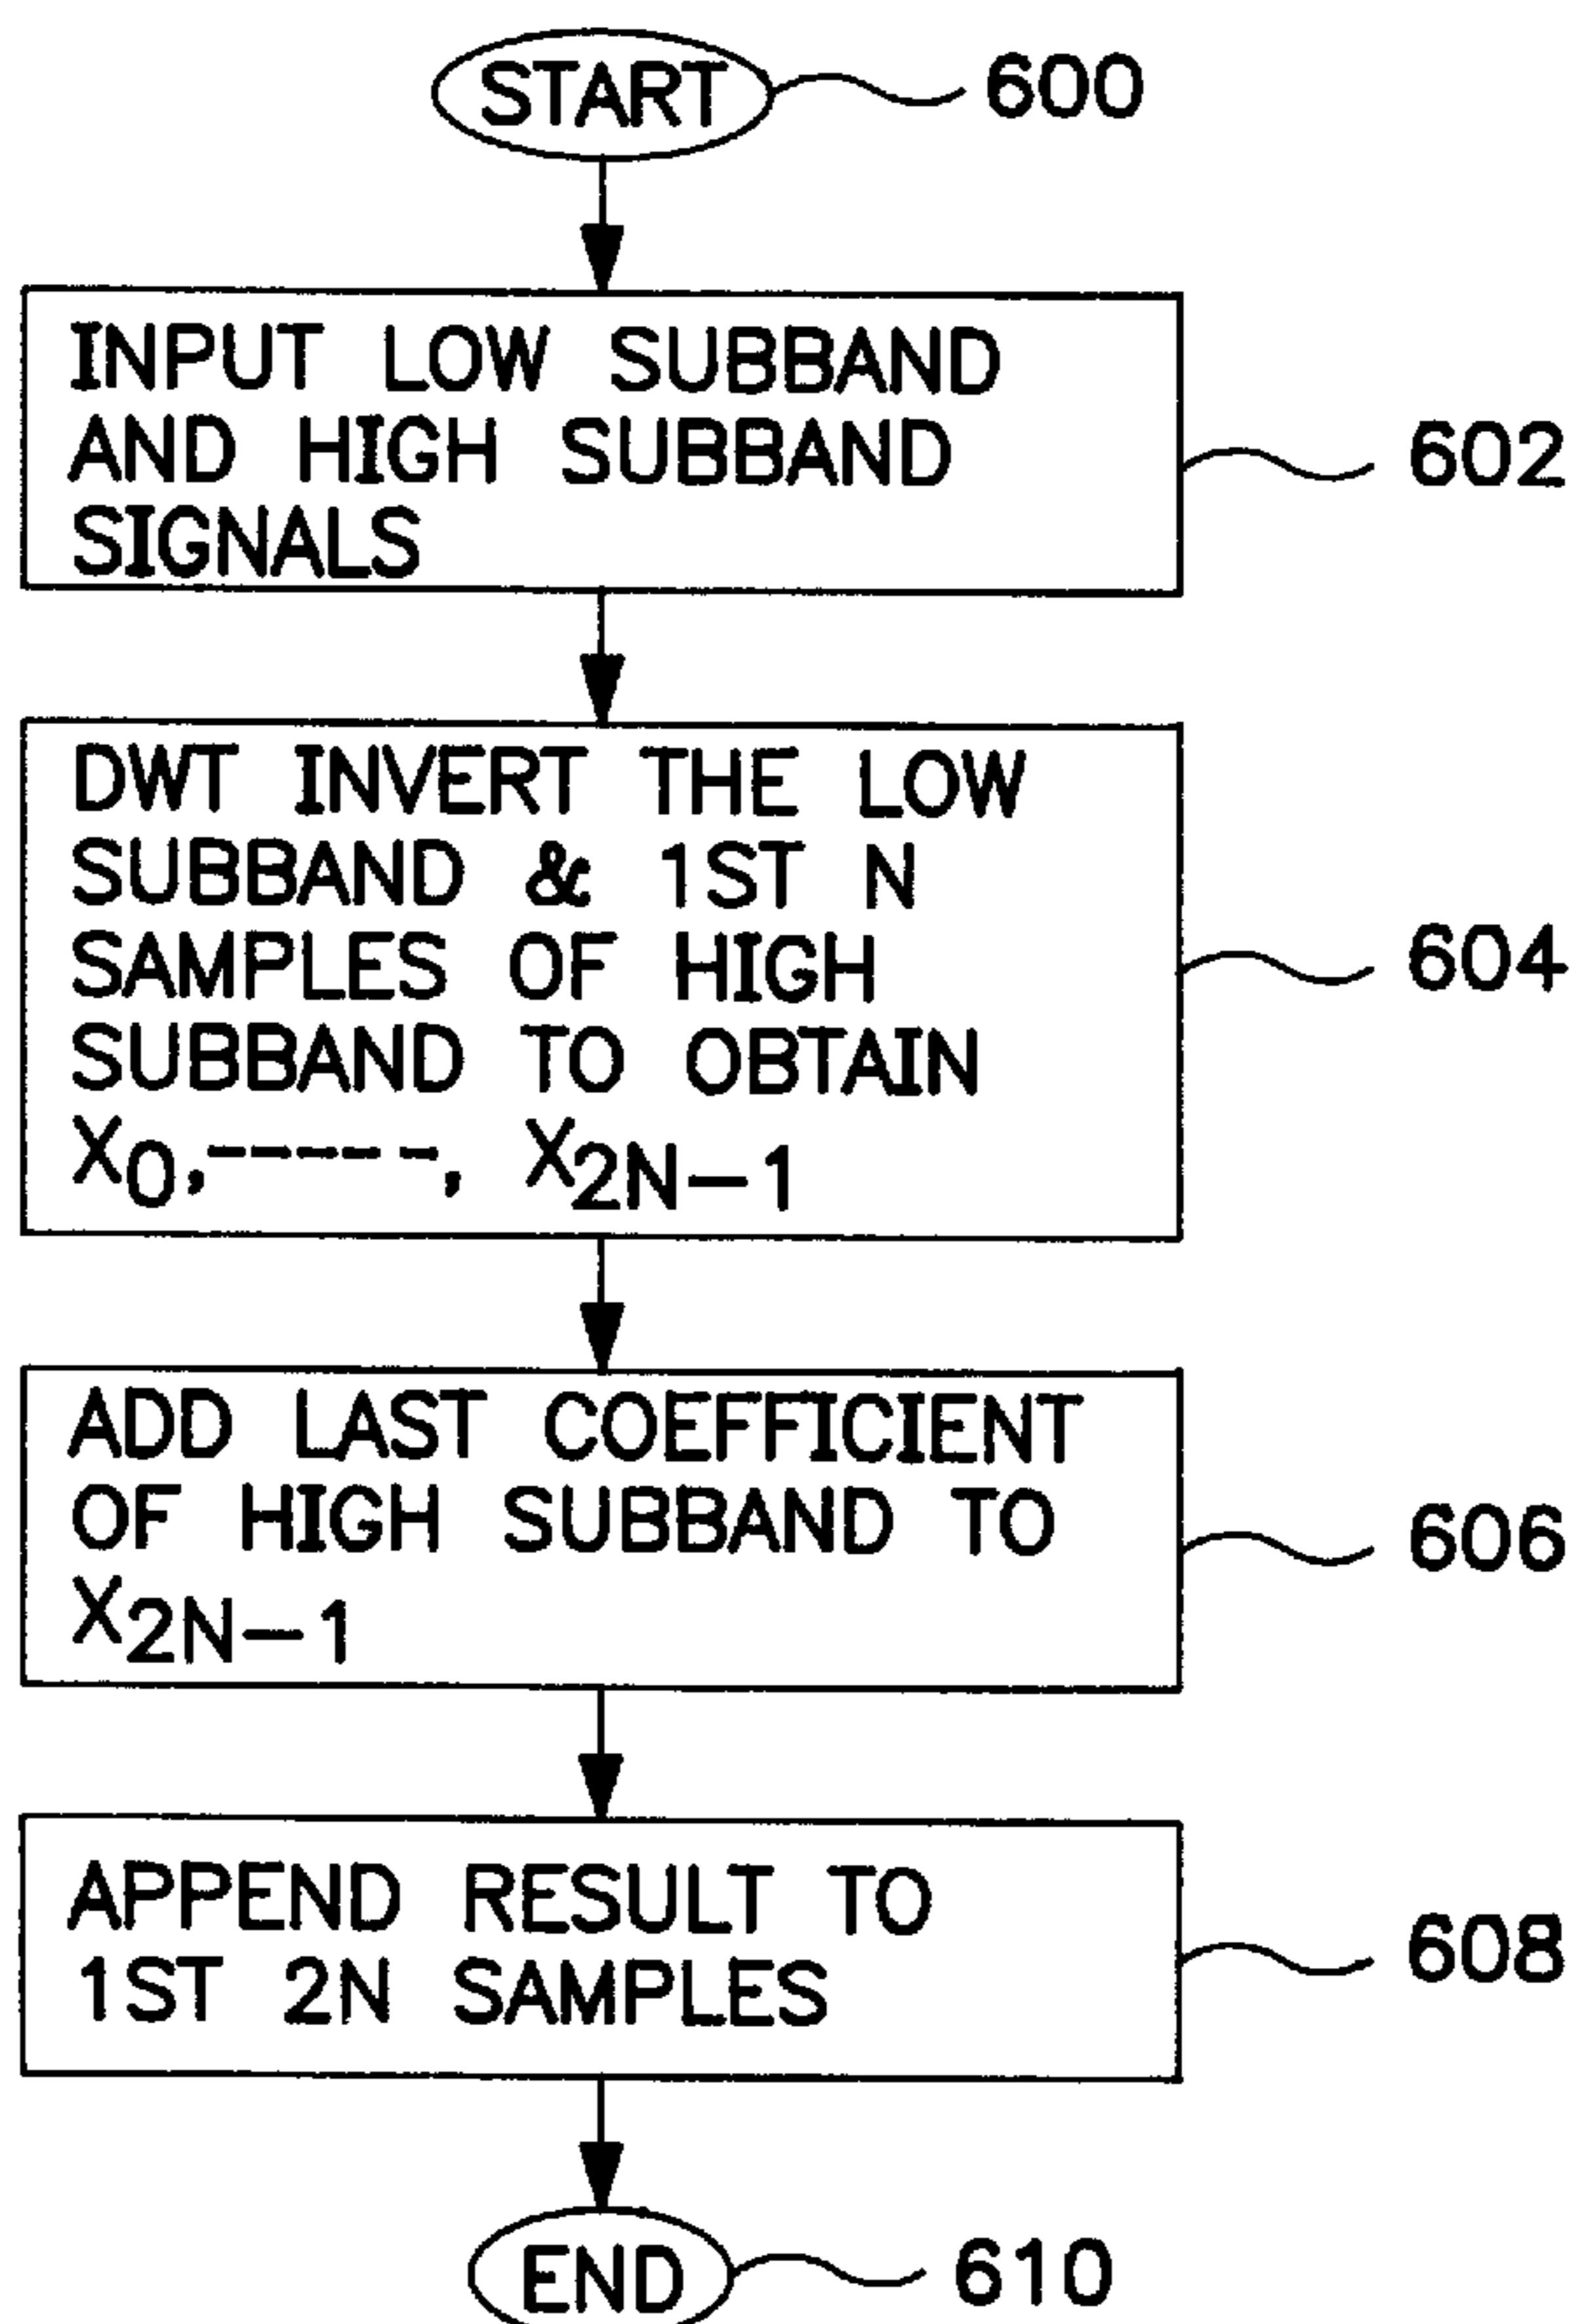 START
600
INPUT LOW SUBBAND
AND HIGH SUBBAND
SIGNALS
602
DWT INVERT THE LOW
SUBBAND & 1ST N
SAMPLES OF HIGH
SUBBAND TO OBTAIN
X0,-----, X2N-1
604
ADD LAST COEFFICIENT
OF HIGH SUBBAND TO
X2N-1
606
APPEND RESULT TO
1ST 2N SAMPLES
608
END
610